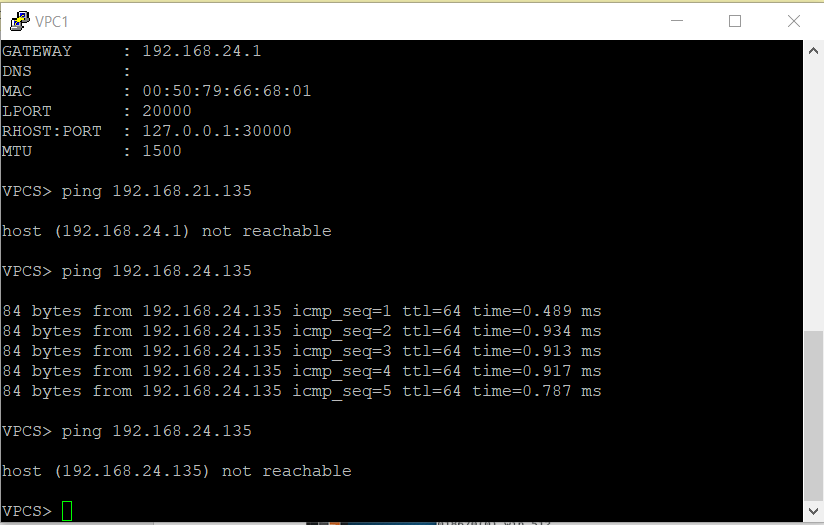 VPC1
GATEWAY : 192.168.24.1
DNS :
MAC : 00:50:79:66:68:01
LPORT : 20000
RHOST:PORT : 127.0.0.1:30000
MTU : 1500
VPCS> ping 192.168.21.135
host (192.168.24.1) not reachable
VPCS> ping 192.168.24.135
84 bytes from 192.168.24.135 icmp_seq=1 ttl=64 time=0.489 ms
84 bytes from 192.168.24.135 icmp_seq=2 ttl=64 time=0.934 ms
84 bytes from 192.168.24.135 icmp_seq=3 ttl=64 time=0.913 ms
84 bytes from 192.168.24.135 icmp_seq=4 ttl=64 time=0.917 ms
84 bytes from 192.168.24.135 icmp_seq=5 ttl=64 time=0.787 ms
VPCS> ping 192.168.24.135
host (192.168.24.135) not reachable
VPCS>